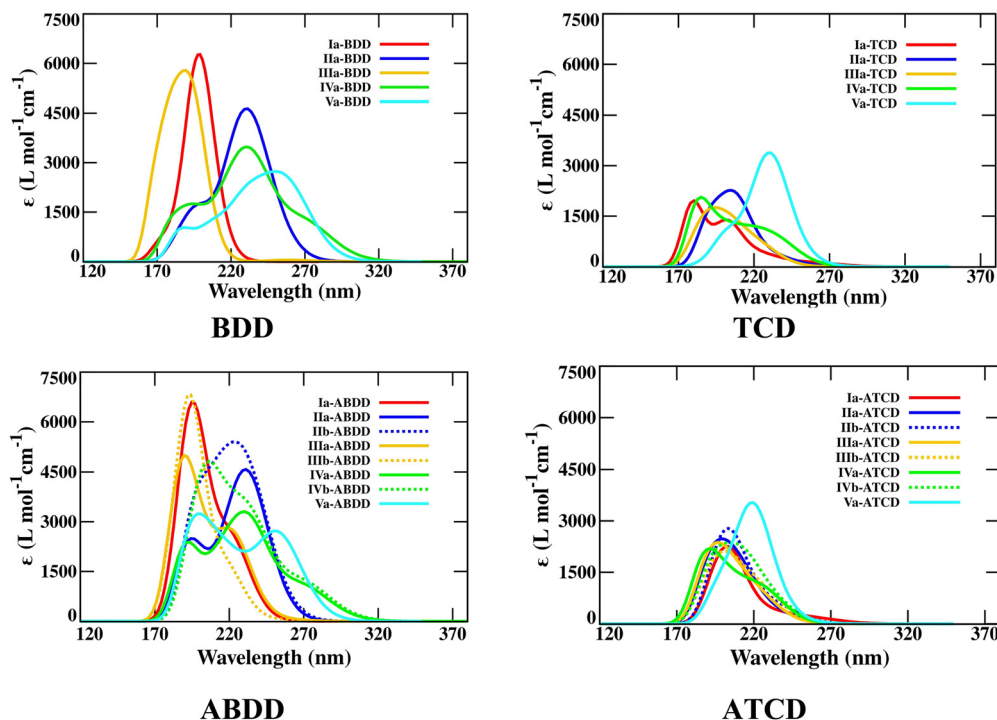 7500
6000
4500
3000
1500
0
120 170 220 270 320 370
ε (L mol⁻¹cm⁻¹)
Wavelength (nm)
Ia-BDD
IIa-BDD
IIIa-BDD
IVa-BDD
Va-BDD
BDD
7500
6000
4500
3000
1500
0
120 170 220 270 320 370
ε (L mol⁻¹cm⁻¹)
Wavelength (nm)
Ia-TCD
IIa-TCD
IIIa-TCD
IVa-TCD
Va-TCD
TCD
7500
6000
4500
3000
1500
0
120 170 220 270 320 370
ε (L mol⁻¹cm⁻¹)
Wavelength (nm)
Ia-ABDD
IIa-ABDD
IIb-ABDD
IIIa-ABDD
IIIb-ABDD
IVa-ABDD
IVb-ABDD
Va-ABDD
ABDD
7500
6000
4500
3000
1500
0
120 170 220 270 320 370
ε (L mol⁻¹cm⁻¹)
Wavelength (nm)
Ia-ATCD
IIa-ATCD
IIb-ATCD
IIIa-ATCD
IIIb-ATCD
IVa-ATCD
IVb-ATCD
Va-ATCD
ATCD